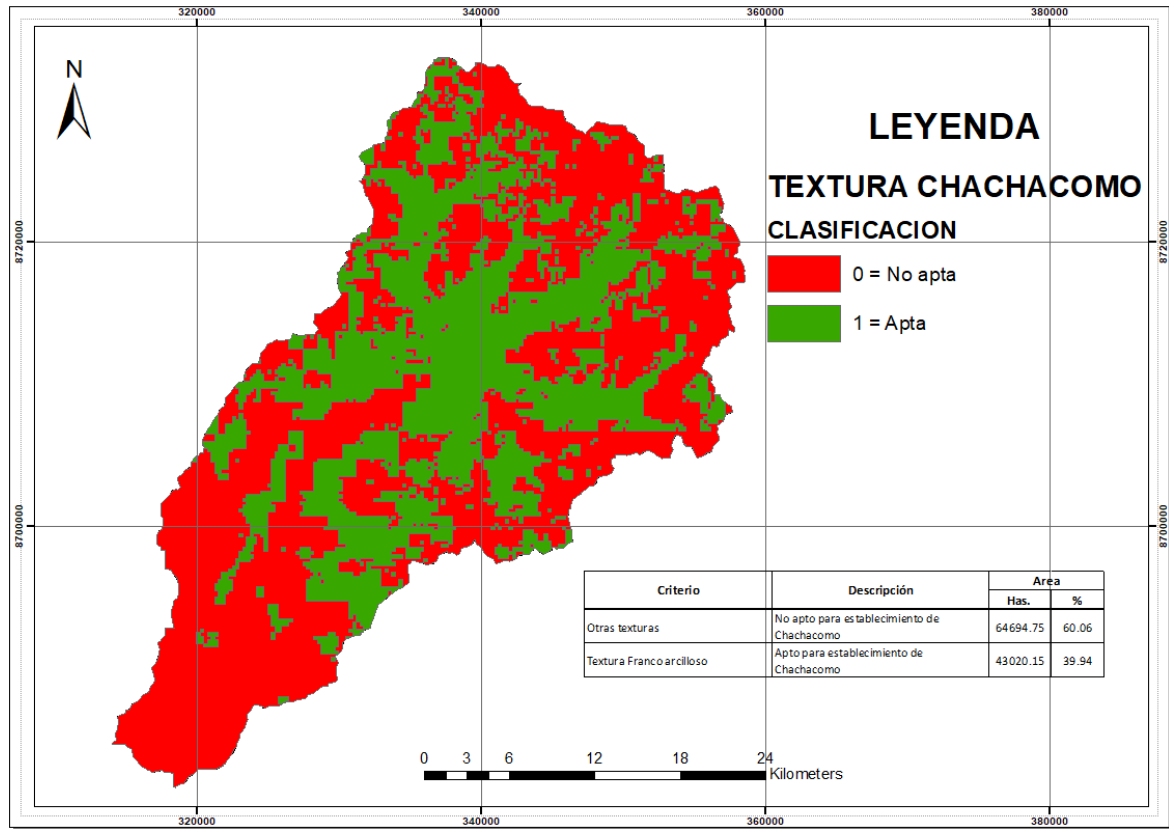 320000 340000 360000 380000
N
LEYENDA
TEXTURA CHACHACOMO
CLASIFICACION
0 = No apta
1 = Apta
8720000 8720000
8700000 8700000
Criterio Descripción Area
Has. %
Otras texturas No apto para establecimiento de Chachacomo 64694.75 60.06
Textura Franco arcilloso Apto para establecimiento de Chachacomo 43020.15 39.94
0 3 6 12 18 24
Kilometers
320000 340000 360000 380000